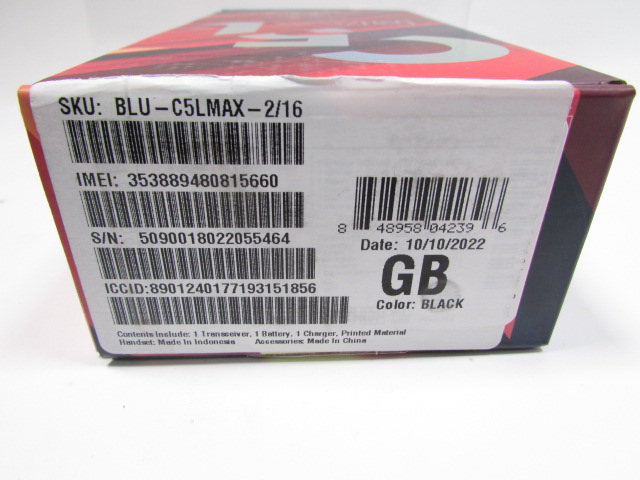 C5L
SKU: BLU-C5LMAX-2/16
IMEI: 353889480815660
S/N: 5090018022055464
ICCID:8901240177193151856
8 48958 04239 6
Date: 10/10/2022
GB
Color: BLACK
Contents Include: 1 Transceiver, 1 Battery, 1 Charger, Printed Material
Handset: Made In Indonesia Accessories: Made In China